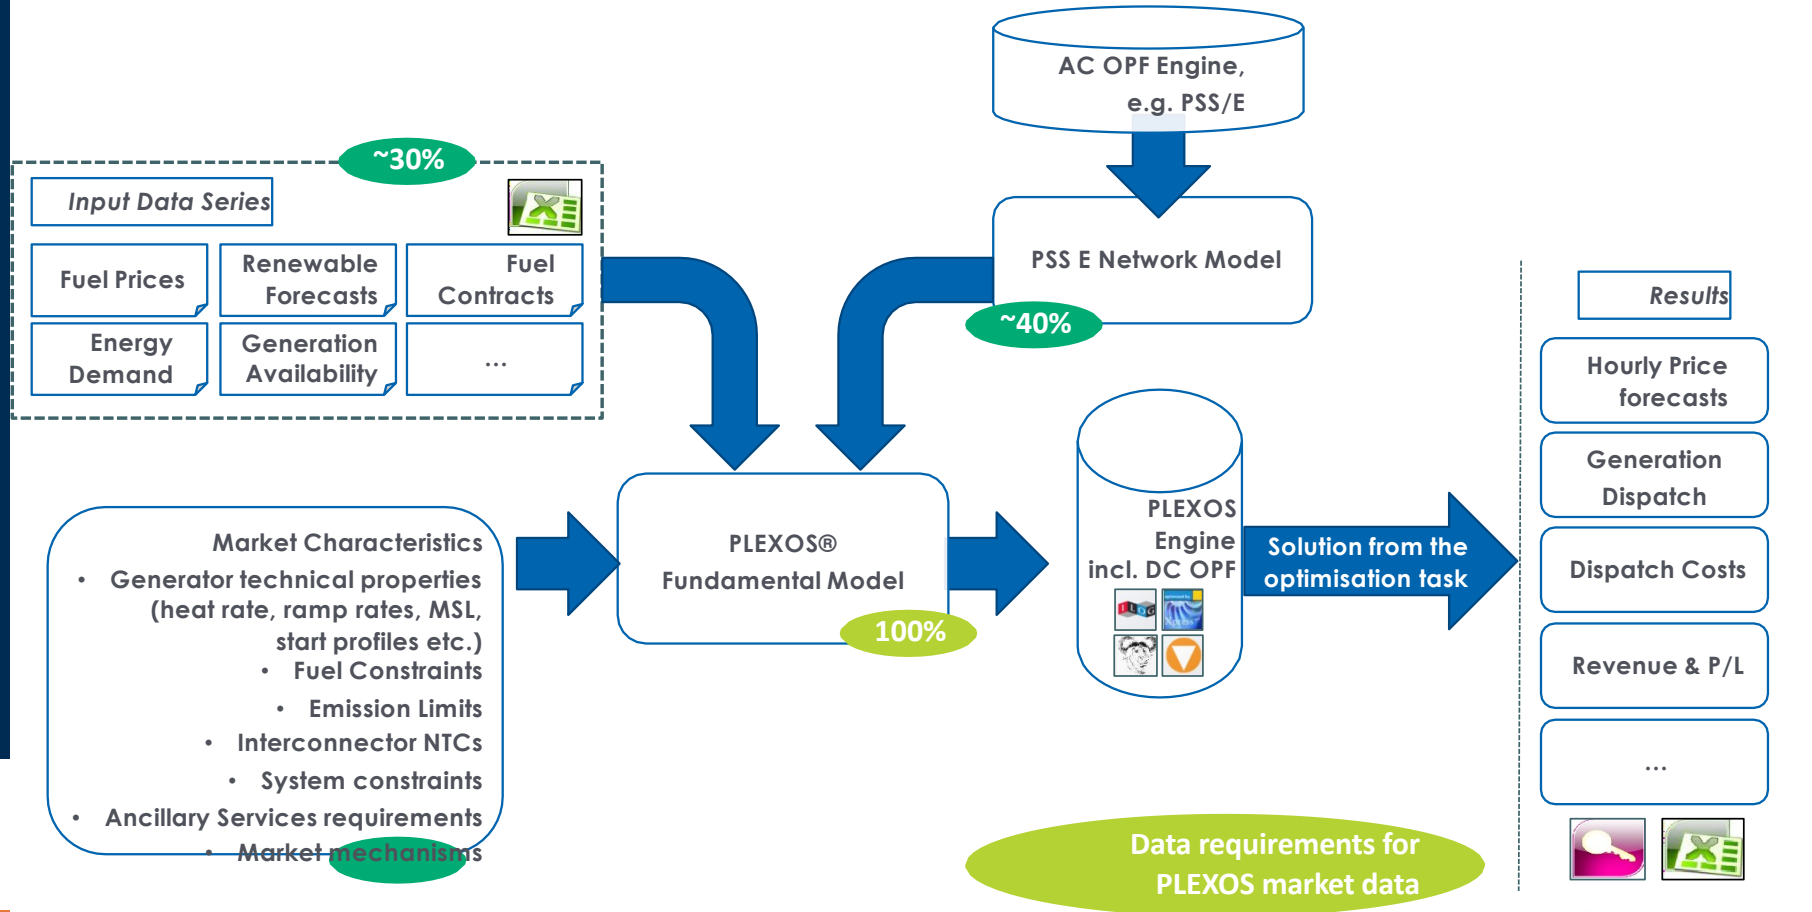 AC OPF Engine,
e.g. PSS/E
~30%
Input Data Series
Fuel Prices
Renewable
Forecasts
Fuel
Contracts
Energy
Demand
Generation
Availability
...
PSS E Network Model
~40%
Market Characteristics
• Generator technical properties
(heat rate, ramp rates, MSL,
start profiles etc.)
• Fuel Constraints
• Emission Limits
• Interconnector NTCs
• System constraints
• Ancillary Services requirements
• Market mechanisms
PLEXOS®
Fundamental Model
100%
PLEXOS
Engine
incl. DC OPF
ILOG
Xpress
Solution from the
optimisation task
Results
Hourly Price
forecasts
Generation
Dispatch
Dispatch Costs
Revenue & P/L
...
Data requirements for
PLEXOS market data